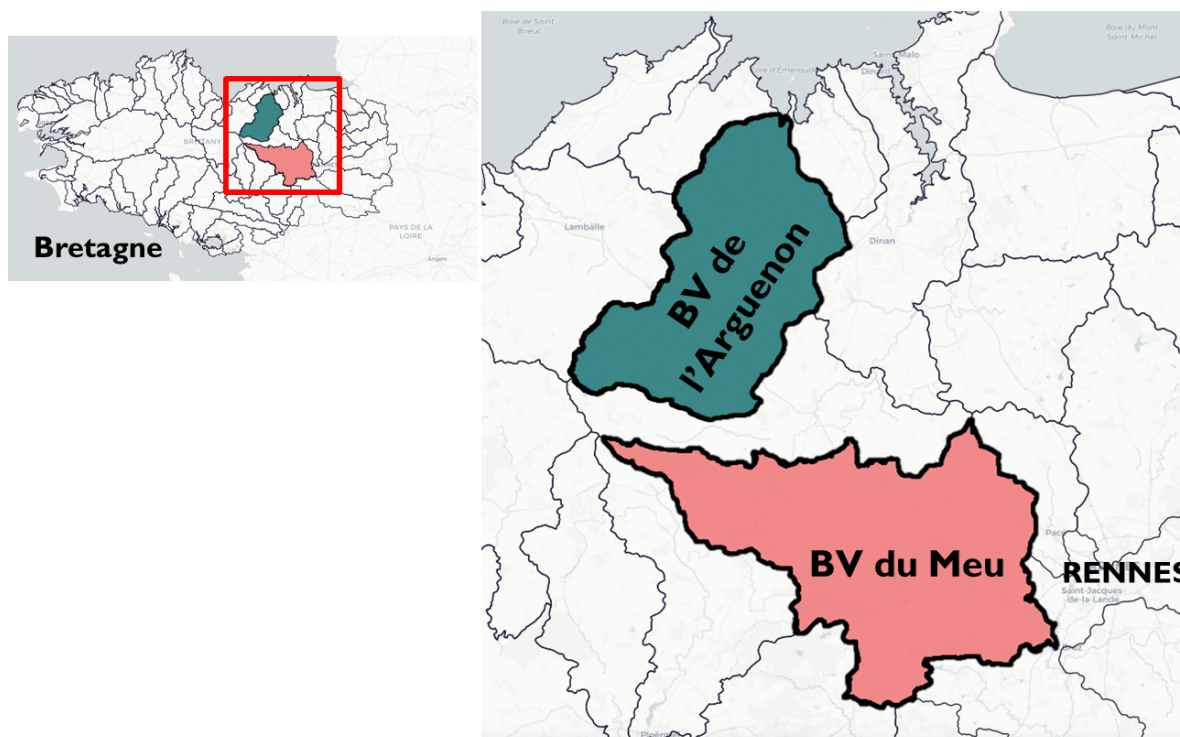 BRITTANY
PAYS DE LA
LOIRE
Angers
Bretagne
Baie de Saint
Brieuc
Baie du Mont
Saint Michel
Saint-Malo
Côte d'Émeraude
Dinard
Lamballe
Dinan
BV de
l'Arguenon
BV du Meu
RENNES
Saint-Jacques
de-la-Lande